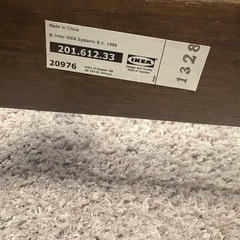 Made in China
© Inter IKEA Systems B.V. 1999
201.612.33
20976
IKEA
1328